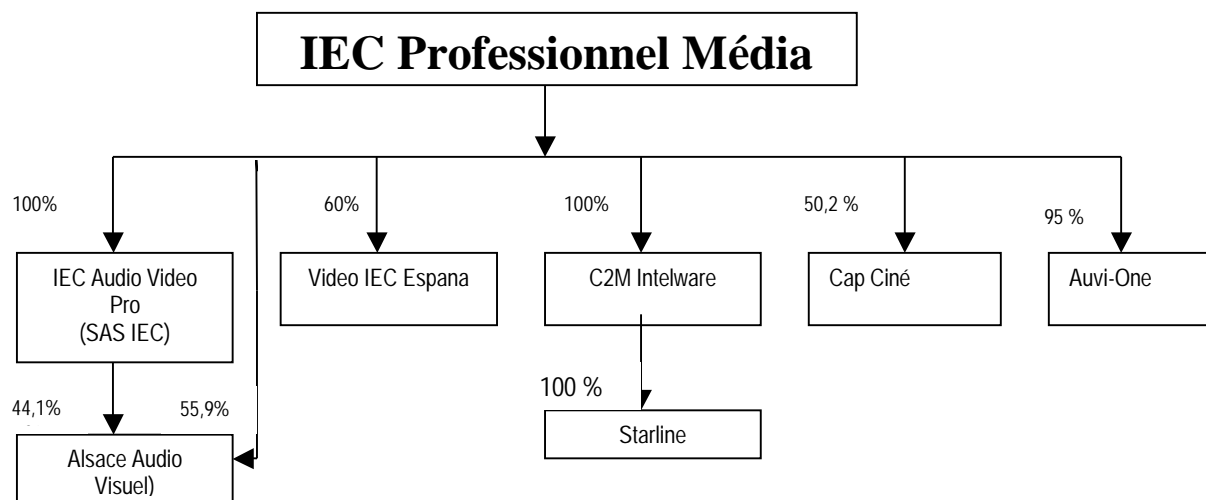 IEC Professionnel Média
100%
60%
100%
50,2 %
95 %
IEC Audio Video
Pro
(SAS IEC)
Video IEC Espana
C2M Intelware
Cap Ciné
Auvi-One
44,1%
55,9%
100 %
Alsace Audio
Visuel)
Starline